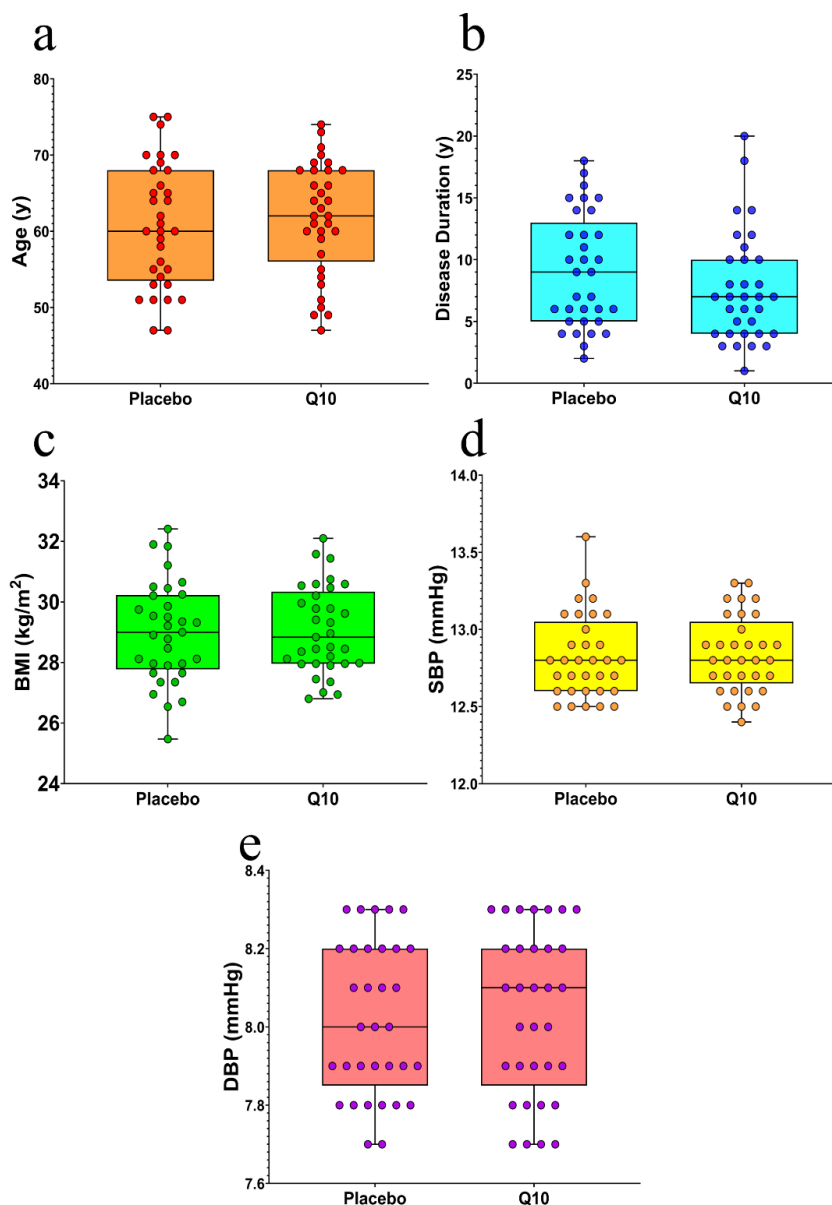 a
80
70
60
50
40
Age (y)
Placebo Q10
b
25
20
15
10
5
0
Disease Duration (y)
Placebo Q10
c
34
32
30
28
26
24
BMI (kg/m²)
Placebo Q10
d
14.0
13.5
13.0
12.5
12.0
SBP (mmHg)
Placebo Q10
e
8.4
8.2
8.0
7.8
7.6
DBP (mmHg)
Placebo Q10